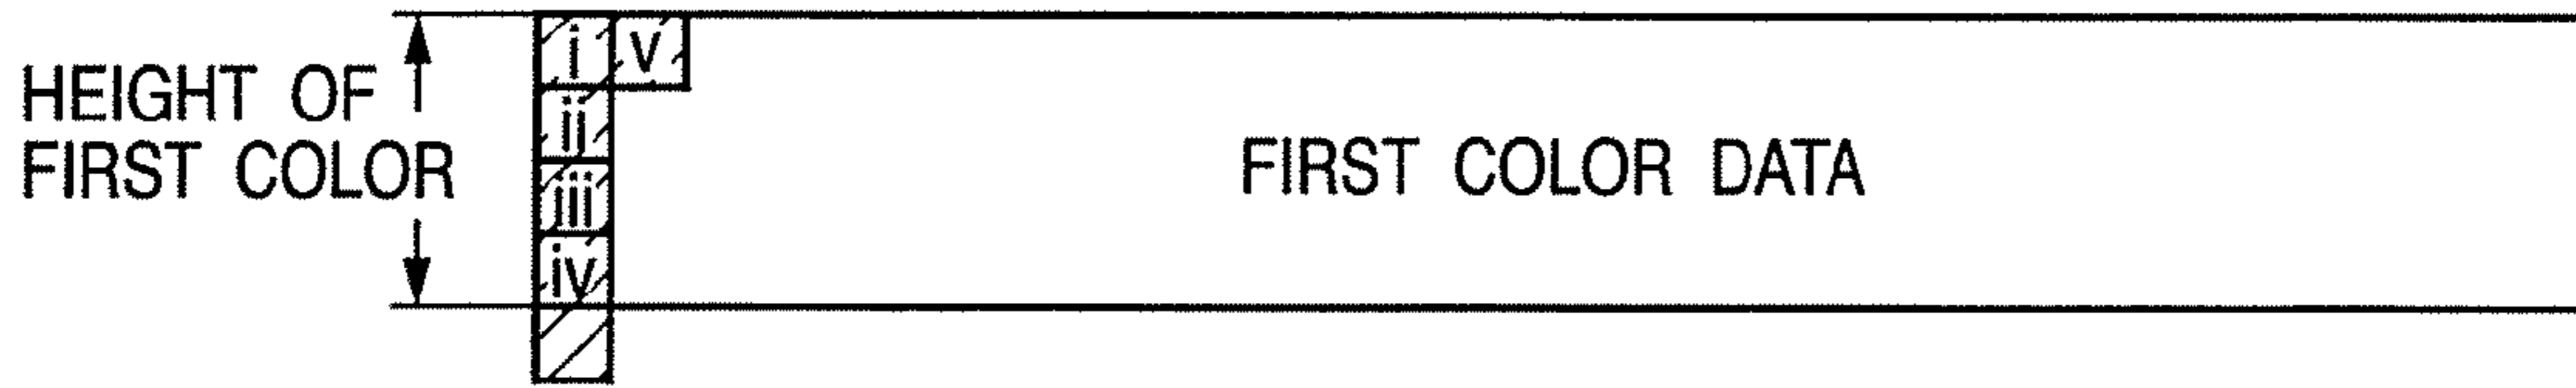 HEIGHT OF
FIRST COLOR
i
v
ii
iii
iv
FIRST COLOR DATA